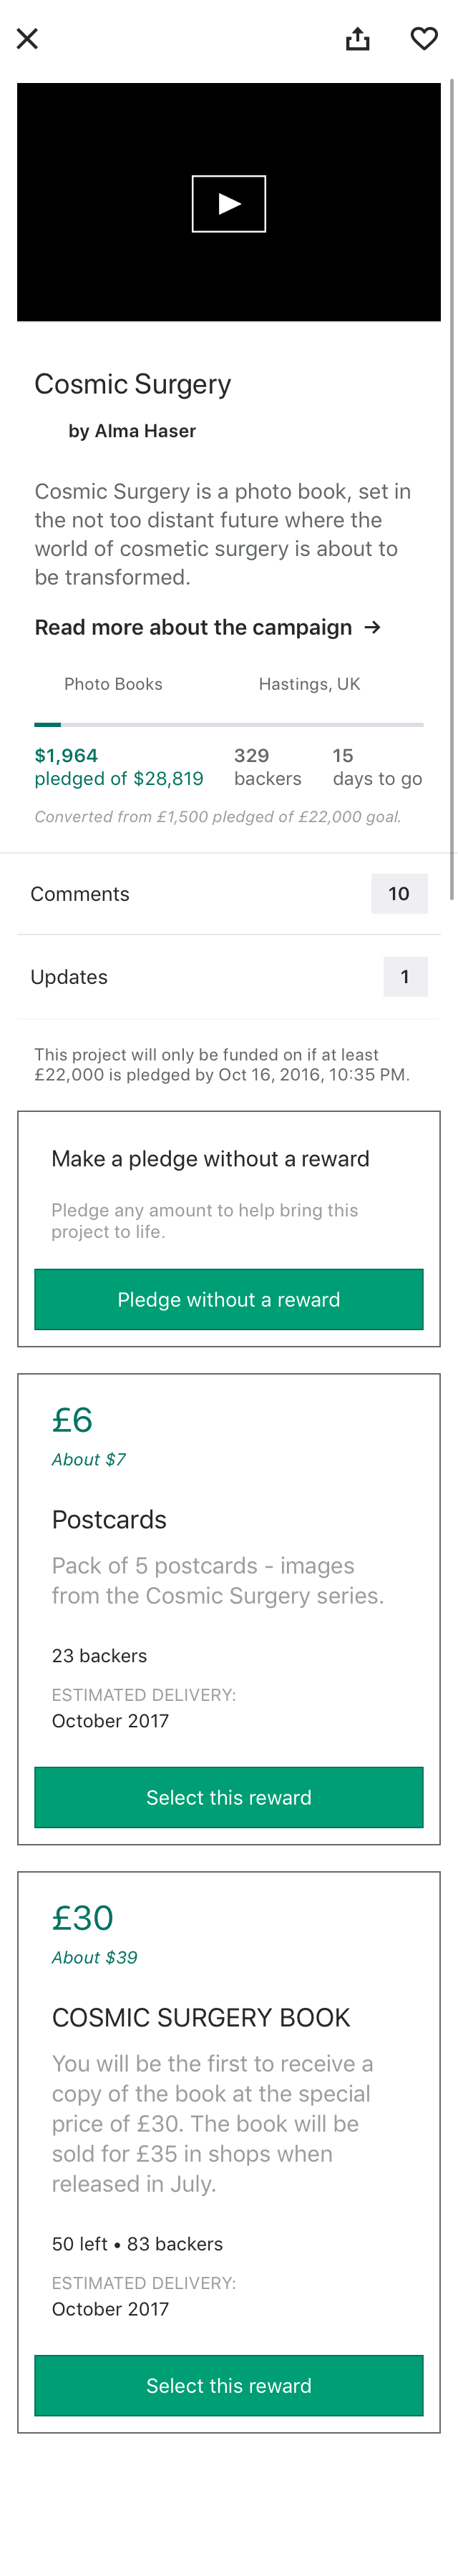 Cosmic Surgery
by Alma Haser
Cosmic Surgery is a photo book, set in
the not too distant future where the
world of cosmetic surgery is about to
be transformed.
Read more about the campaign →
Photo Books
Hastings, UK
$1,964
pledged of $28,819
329
backers
15
days to go
Converted from £1,500 pledged of £22,000 goal.
Comments
10
Updates
1
This project will only be funded on if at least
£22,000 is pledged by Oct 16, 2016, 10:35 PM.
Make a pledge without a reward
Pledge any amount to help bring this
project to life.
Pledge without a reward
£6
About $7
Postcards
Pack of 5 postcards - images
from the Cosmic Surgery series.
23 backers
ESTIMATED DELIVERY:
October 2017
Select this reward
£30
About $39
COSMIC SURGERY BOOK
You will be the first to receive a
copy of the book at the special
price of £30. The book will be
sold for £35 in shops when
released in July.
50 left • 83 backers
ESTIMATED DELIVERY:
October 2017
Select this reward